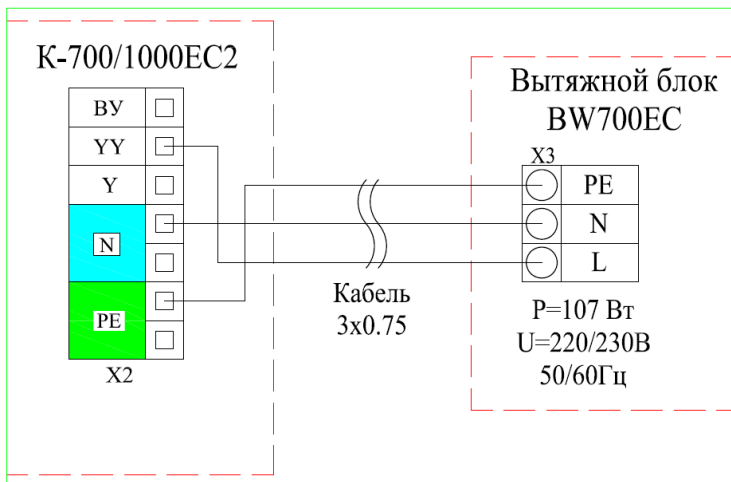 К-700/1000ЕС2
ВУ
YY
Y
N
PE
X2
Кабель
3х0.75
Вытяжной блок
BW700EC
X3
PE
N
L
P=107 Вт
U=220/230В
50/60Гц